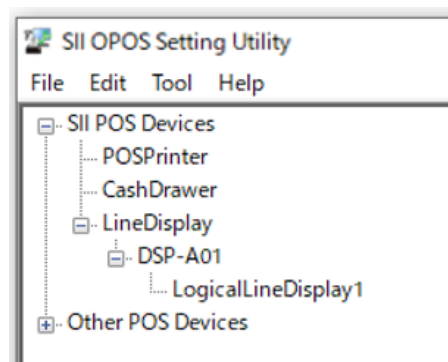 SII OPOS Setting Utility
File Edit Tool Help
SII POS Devices
POSPrinter
CashDrawer
LineDisplay
DSP-A01
LogicalLineDisplay1
Other POS Devices